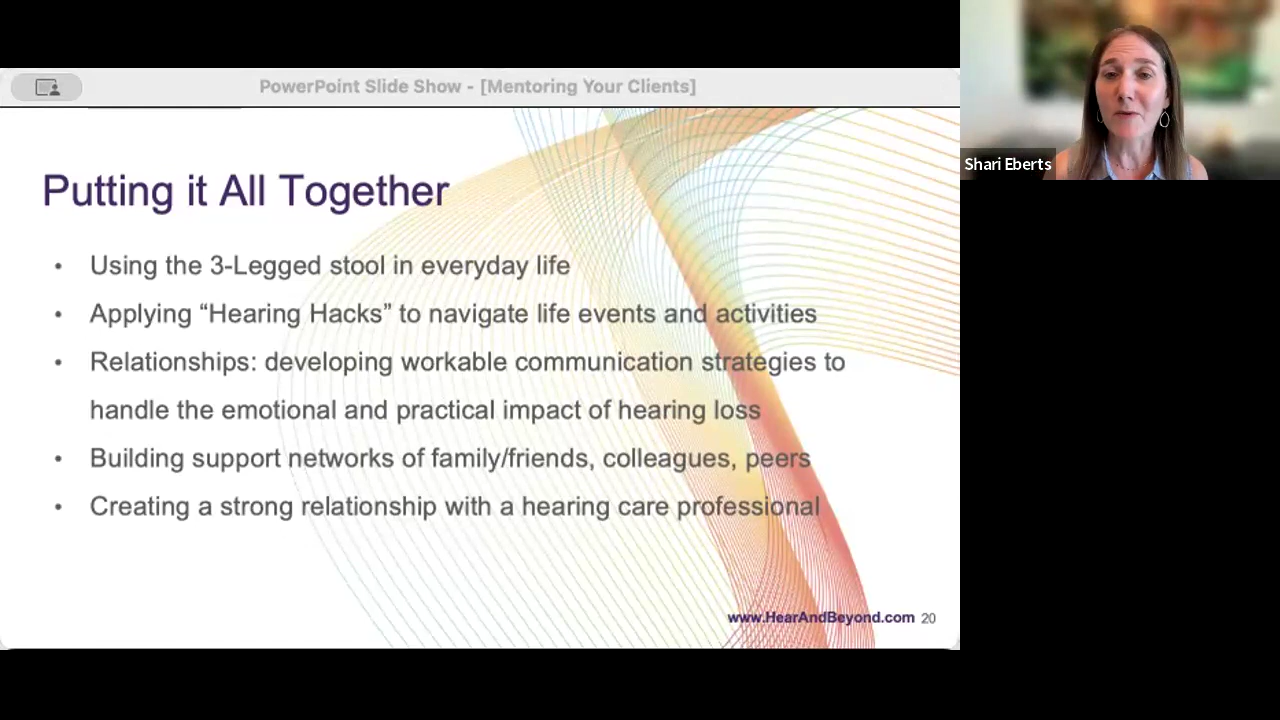 PowerPoint Slide Show - [Mentoring Your Clients]
Shari Eberts
Putting it All Together
• Using the 3-Legged stool in everyday life
• Applying “Hearing Hacks” to navigate life events and activities
• Relationships: developing workable communication strategies to
handle the emotional and practical impact of hearing loss
• Building support networks of family/friends, colleagues, peers
• Creating a strong relationship with a hearing care professional
www.HearAndBeyond.com 20